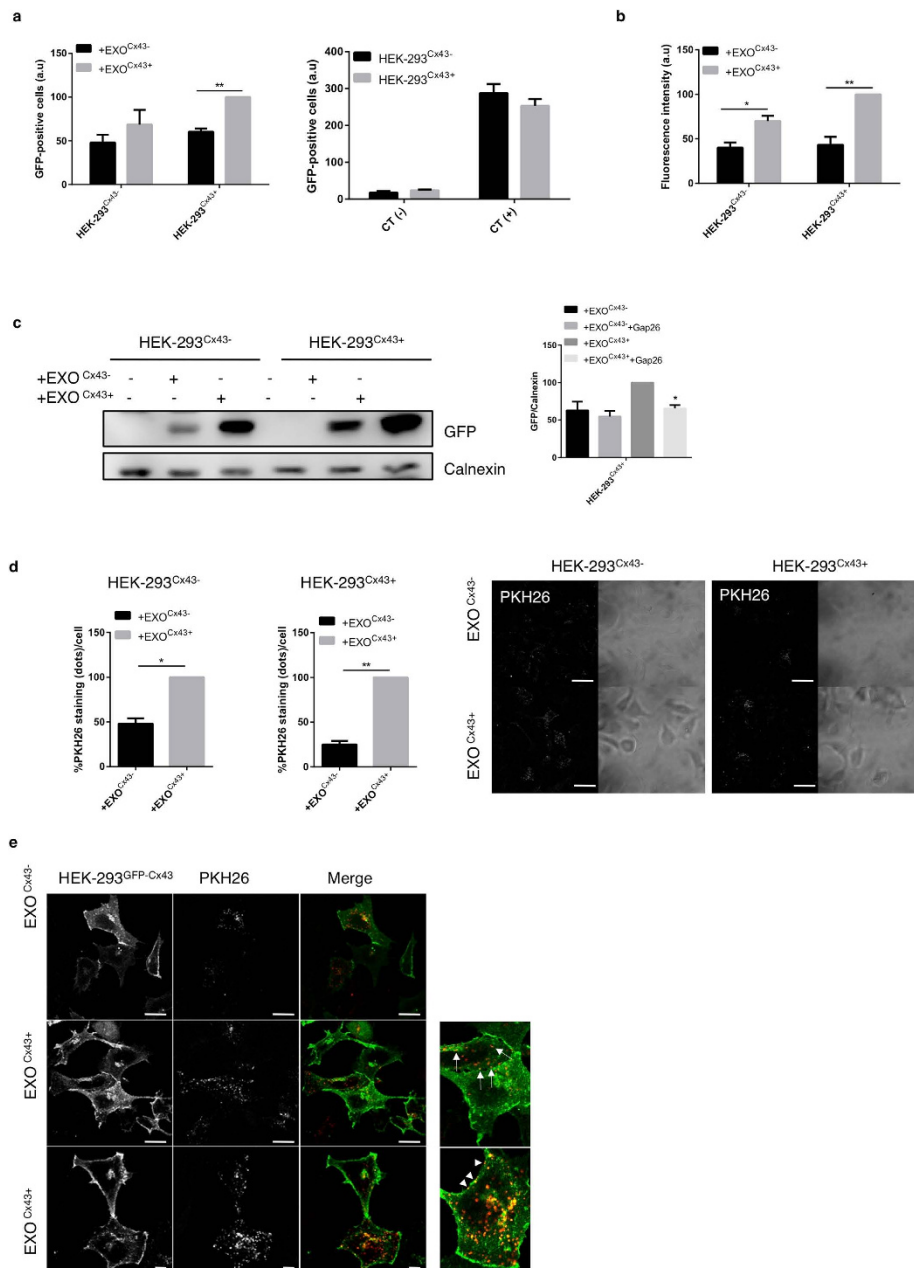 a
+EXO Cx43-
+EXO Cx43+
GFP-positive cells (a.u)
150
100
50
0
**
HEK-293 Cx43-
HEK-293 Cx43+
HEK-293 Cx43-
HEK-293 Cx43+
GFP-positive cells (a.u)
400
300
200
100
0
CT (-)
CT (+)
b
+EXO Cx43-
+EXO Cx43+
Fluorescence intensity (a.u)
150
100
50
0
*
**
HEK-293 Cx43-
HEK-293 Cx43+
c
HEK-293 Cx43-
HEK-293 Cx43+
+EXO Cx43- - + - - + -
+EXO Cx43+ - - + - - +
GFP
Calnexin
+EXO Cx43-
+EXO Cx43- +Gap26
+EXO Cx43+
+EXO Cx43+ +Gap26
GFP/Calnexin
150
100
50
0
*
HEK-293 Cx43+
d
HEK-293 Cx43-
+EXO Cx43-
+EXO Cx43+
%PKH26 staining (dots)/cell
150
100
50
0
*
+EXO Cx43-
+EXO Cx43+
HEK-293 Cx43+
+EXO Cx43-
+EXO Cx43+
%PKH26 staining (dots)/cell
150
100
50
0
**
+EXO Cx43-
+EXO Cx43+
HEK-293 Cx43-
HEK-293 Cx43+
EXO Cx43-
EXO Cx43+
PKH26
PKH26
e
HEK-293 GFP-Cx43
PKH26
Merge
EXO Cx43-
EXO Cx43+
EXO Cx43+